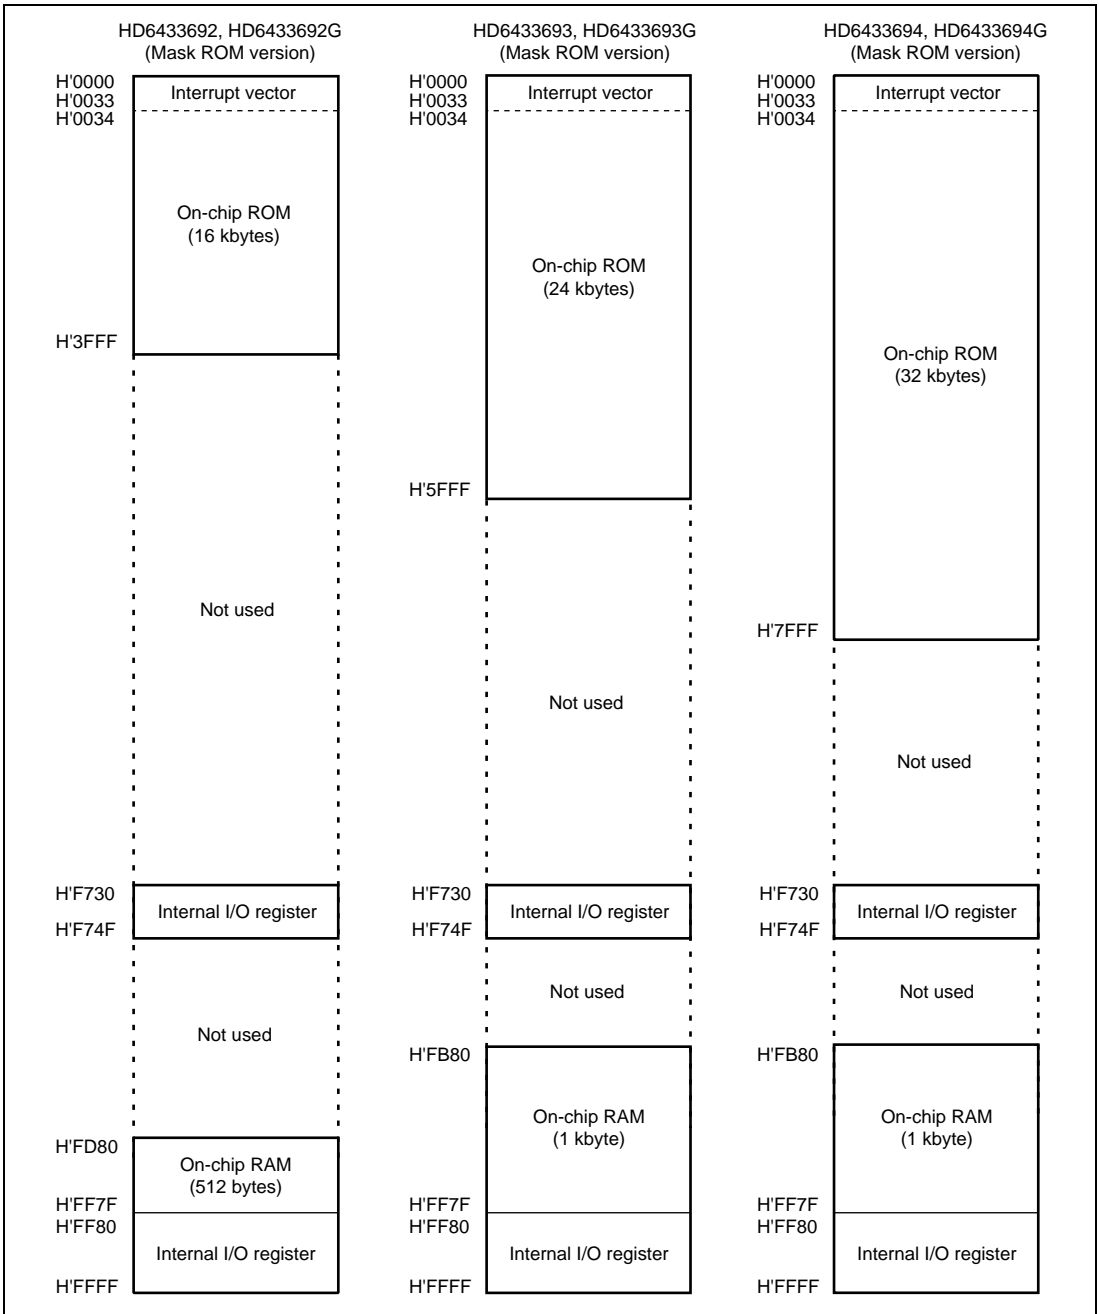 HD6433692, HD6433692G
(Mask ROM version)
H'0000
H'0033
H'0034
Interrupt vector
On-chip ROM
(16 kbytes)
H'3FFF
Not used
H'F730
Internal I/O register
H'F74F
Not used
H'FD80
On-chip RAM
(512 bytes)
H'FF7F
H'FF80
Internal I/O register
H'FFFF
HD6433693, HD6433693G
(Mask ROM version)
H'0000
H'0033
H'0034
Interrupt vector
On-chip ROM
(24 kbytes)
H'5FFF
Not used
H'F730
Internal I/O register
H'F74F
Not used
H'FB80
On-chip RAM
(1 kbyte)
H'FF7F
H'FF80
Internal I/O register
H'FFFF
HD6433694, HD6433694G
(Mask ROM version)
H'0000
H'0033
H'0034
Interrupt vector
On-chip ROM
(32 kbytes)
H'7FFF
Not used
H'F730
Internal I/O register
H'F74F
Not used
H'FB80
On-chip RAM
(1 kbyte)
H'FF7F
H'FF80
Internal I/O register
H'FFFF